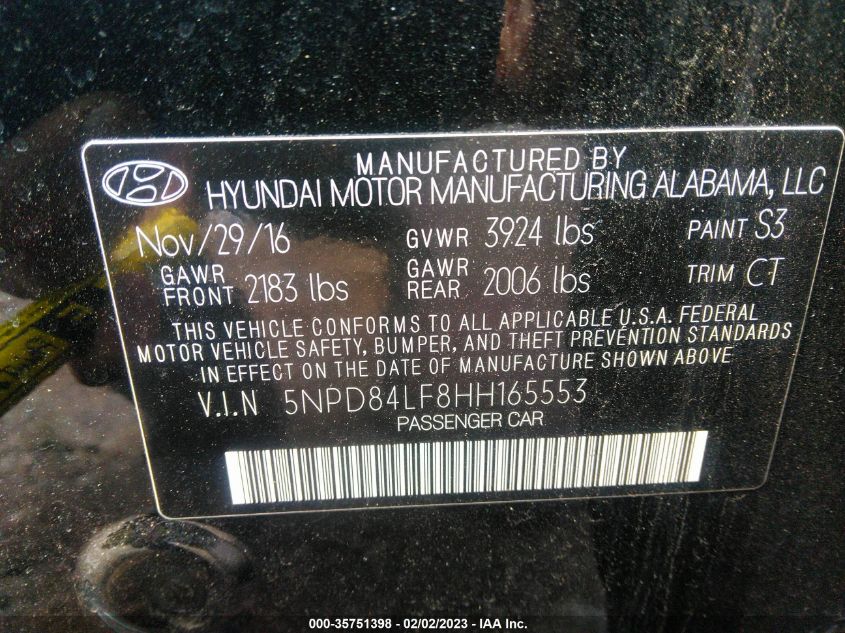 MANUFACTURED BY
HYUNDAI MOTOR MANUFACTURING ALABAMA, LLC
Nov/29/16 GVWR 3924 lbs PAINT S3
GAWR FRONT 2183 lbs GAWR REAR 2006 lbs TRIM CT
THIS VEHICLE CONFORMS TO ALL APPLICABLE U.S.A. FEDERAL
MOTOR VEHICLE SAFETY, BUMPER, AND THEFT PREVENTION STANDARDS
IN EFFECT ON THE DATE OF MANUFACTURE SHOWN ABOVE
V.I.N 5NPD84LF8HH165553
PASSENGER CAR
000-35751398 - 02/02/2023 - IAA Inc.